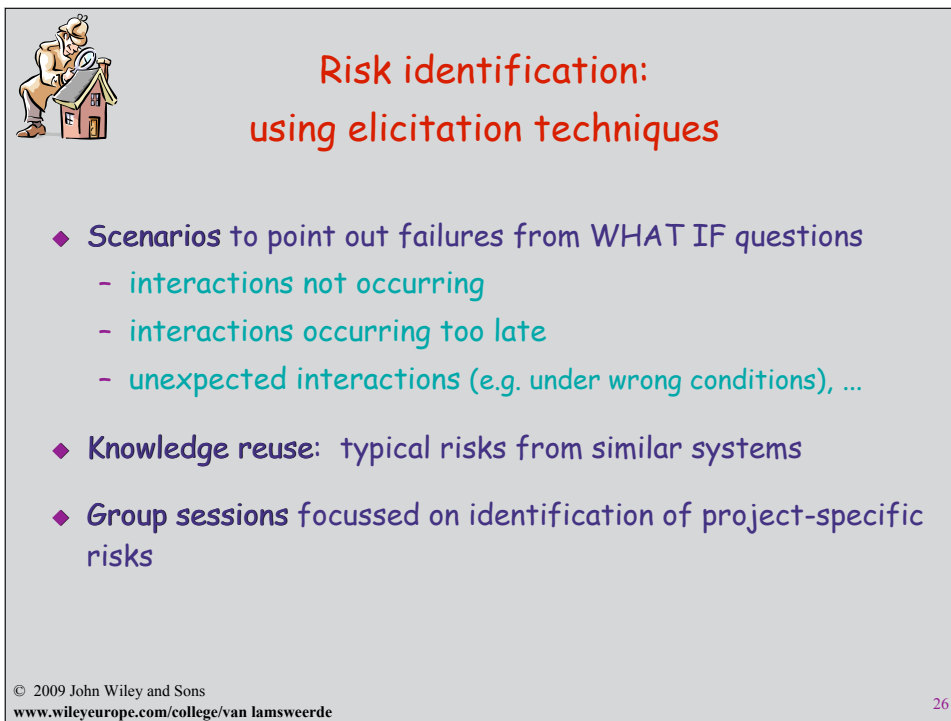 Risk identification:
using elicitation techniques
◆ Scenarios to point out failures from WHAT IF questions
– interactions not occurring
– interactions occurring too late
– unexpected interactions (e.g. under wrong conditions), ...
◆ Knowledge reuse: typical risks from similar systems
◆ Group sessions focussed on identification of project-specific
risks
© 2009 John Wiley and Sons
www.wileyeurope.com/college/van lamsweerde
26